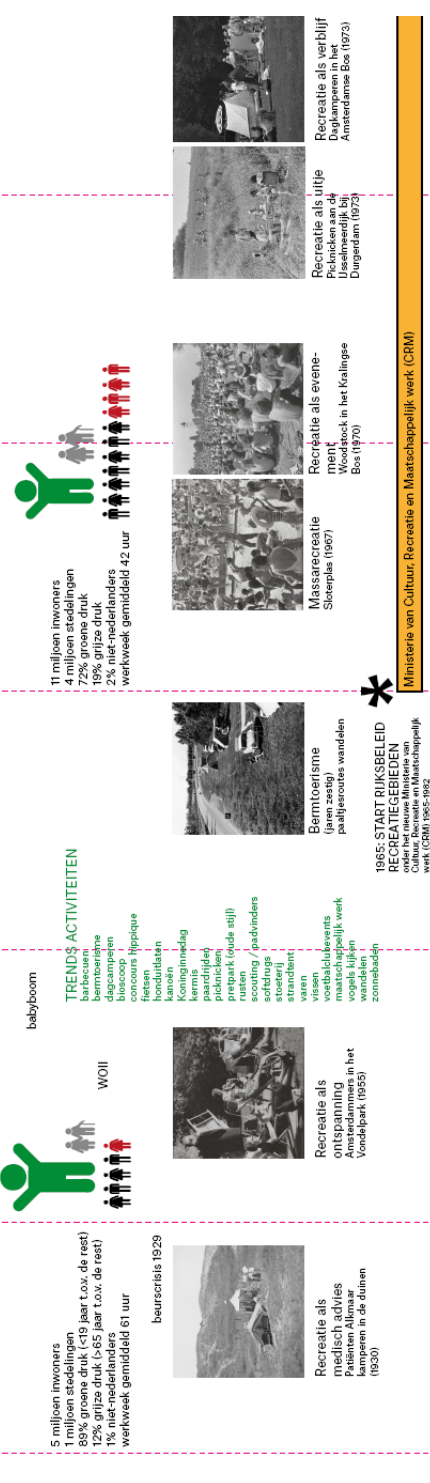 5 miljoen inwoners
1 miljoen stedelingen
89% groene druk (<19 jaar t.o.v. de rest)
12% grijze druk (>65 jaar t.o.v. de rest)
1% niet-nederlanders
werkweek gemiddeld 61 uur
beurscrisis 1929
Recreatie als
medisch advies
Patiënten Alkmaar
kamperen in de duinen
(1930)
WOII
Recreatie als
ontspanning
Amsterdammers in het
Vondelpark (1955)
babyboom
TRENDS ACTIVITEITEN
barbecuen
bermtoerisme
dagcamperen
bioscoop
concours hippique
fietsen
honduitlaten
kanoën
Koninginnedag
kermis
paardrijden
picknicken
pretpark (oude stijl)
rusten
scouting / padvinders
softdrugs
stoeterij
strandtent
varen
vissen
voetbalclubevents
maatschappelijk werk
vogels kijken
wandelen
zonnebaden
Bermtoerisme
(jaren zestig)
paaltjesroutes wandelen
1965: START RIJKSBELEID
RECREATIEGEBIEDEN
onder het nieuwe Ministerie van
Cultuur, Recreatie en Maatschappelijk
werk (CRM) 1965-1982
11 miljoen inwoners
4 miljoen stedelingen
72% groene druk
19% grijze druk
2% niet-nederlanders
werkweek gemiddeld 42 uur
Massarecreatie
Sloterplas (1967)
Recreatie als evene-
ment
Woodstock in het Kralingse
Bos (1970)
Recreatie als uitje
Picknicken aan de
IJsselmeerdijk bij
Durgerdam (1973)
Recreatie als verblijf
Dagkamperen in het
Amsterdamse Bos (1973)
Ministerie van Cultuur, Recreatie en Maatschappelijk werk (CRM)